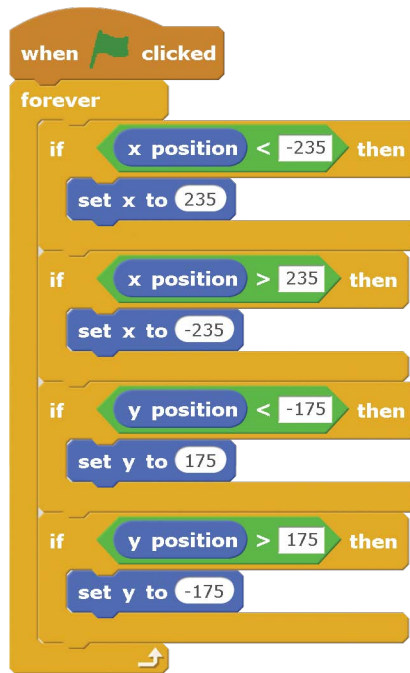 when clicked
forever
if x position < -235 then
set x to 235
if x position > 235 then
set x to -235
if y position < -175 then
set y to 175
if y position > 175 then
set y to -175